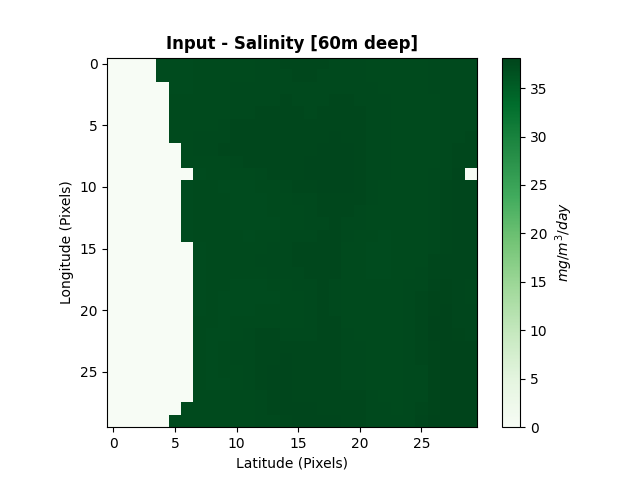 Input - Salinity [60m deep]
0
5
10
15
20
25
Longitude (Pixels)
0 5 10 15 20 25
Latitude (Pixels)
35
30
25
20
15
10
5
0
mg/m³/day